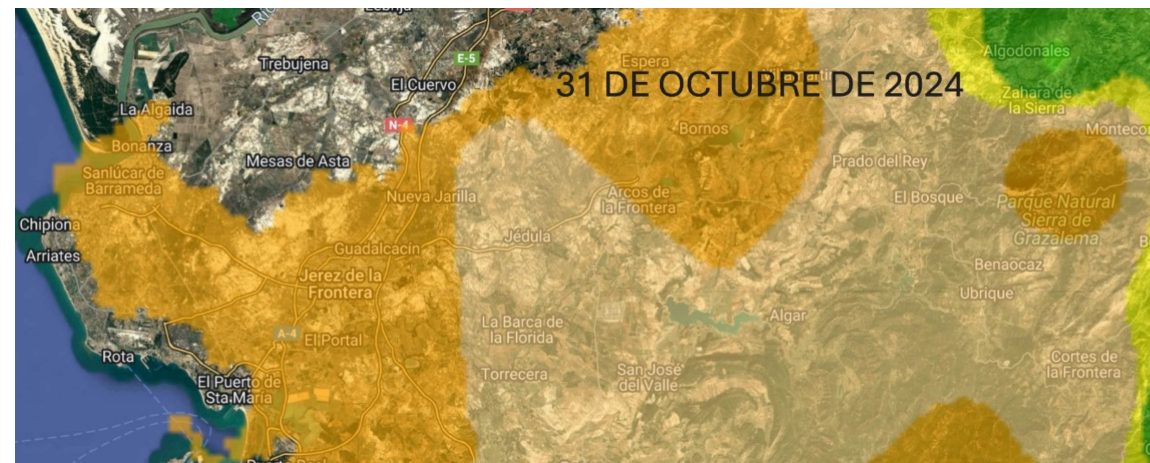 Lebrija
Trebujena
E-5
Espera
Algodonales
El Cuervo
31 DE OCTUBRE DE 2024
Zahara de
la Sierra
La Algaida
N-4
Bornos
Bonanza
Mesas de Asta
Prado del Rey
Sanlúcar de
Barrameda
Nueva Jarilla
Arcos de
la Frontera
El Bosque
Parque Natural
Sierra de
Grazalema
Chipiona
Jédula
Guadalcacín
Arriates
Jerez de la
Frontera
Benaocaz
Ubrique
La Barca de
la Florida
Algar
A-4
El Portal
Rota
San José
del Valle
Cortes de
la Frontera
Torrecera
El Puerto de
Sta María